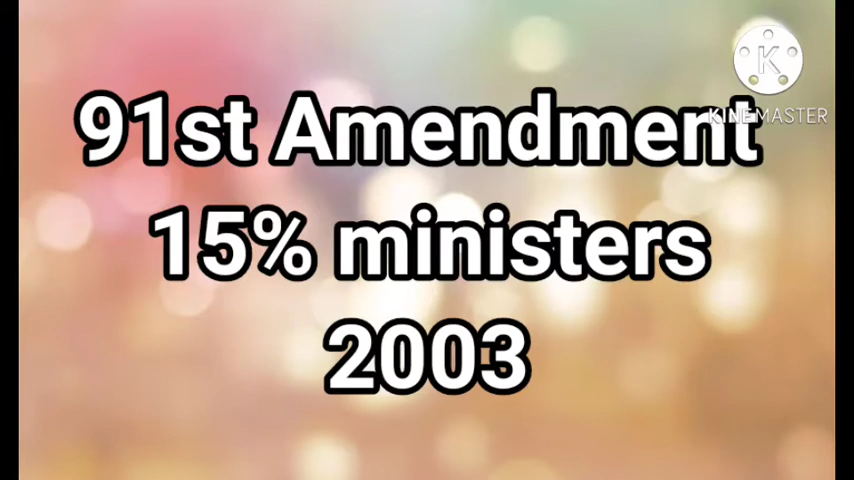 K
KINEMASTER
91st Amendment
15% ministers
2003